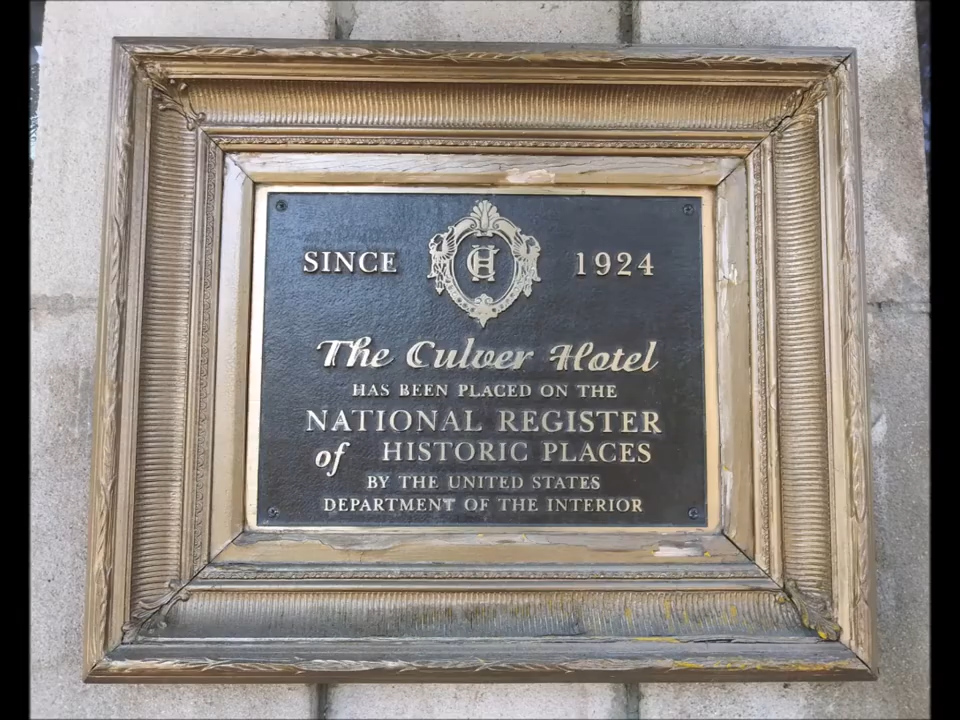 SINCE CH 1924
The Culver Hotel
HAS BEEN PLACED ON THE
NATIONAL REGISTER
of HISTORIC PLACES
BY THE UNITED STATES
DEPARTMENT OF THE INTERIOR